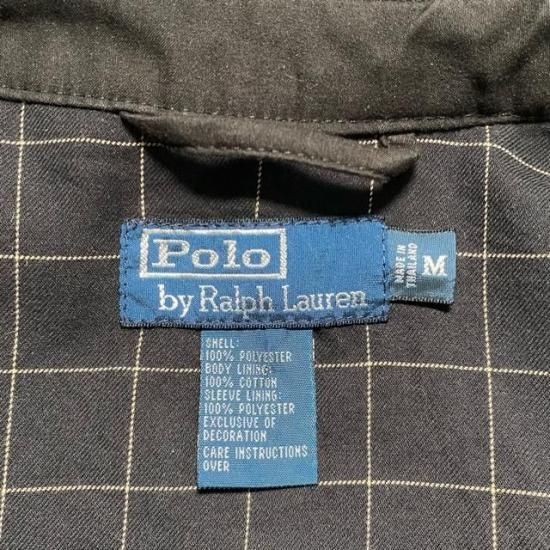 Polo
by Ralph Lauren
MADE IN
THAILAND
M
SHELL:
100% POLYESTER
BODY LINING:
100% COTTON
SLEEVE LINING:
100% POLYESTER
EXCLUSIVE OF
DECORATION
CARE INSTRUCTIONS
OVER